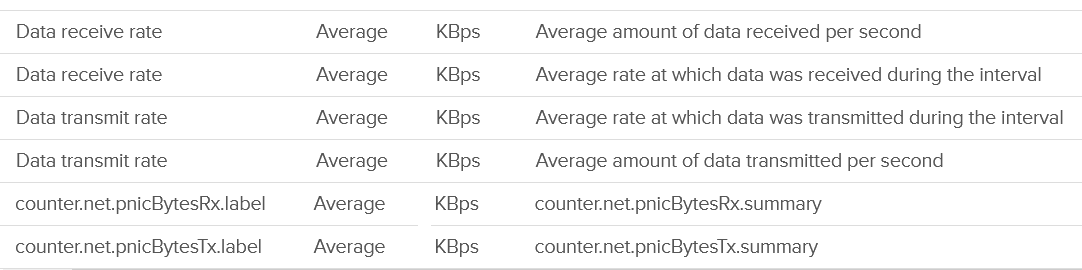 Data receive rate Average KBps Average amount of data received per second
Data receive rate Average KBps Average rate at which data was received during the interval
Data transmit rate Average KBps Average rate at which data was transmitted during the interval
Data transmit rate Average KBps Average amount of data transmitted per second
counter.net.pnicBytesRx.label Average KBps counter.net.pnicBytesRx.summary
counter.net.pnicBytesTx.label Average KBps counter.net.pnicBytesTx.summary